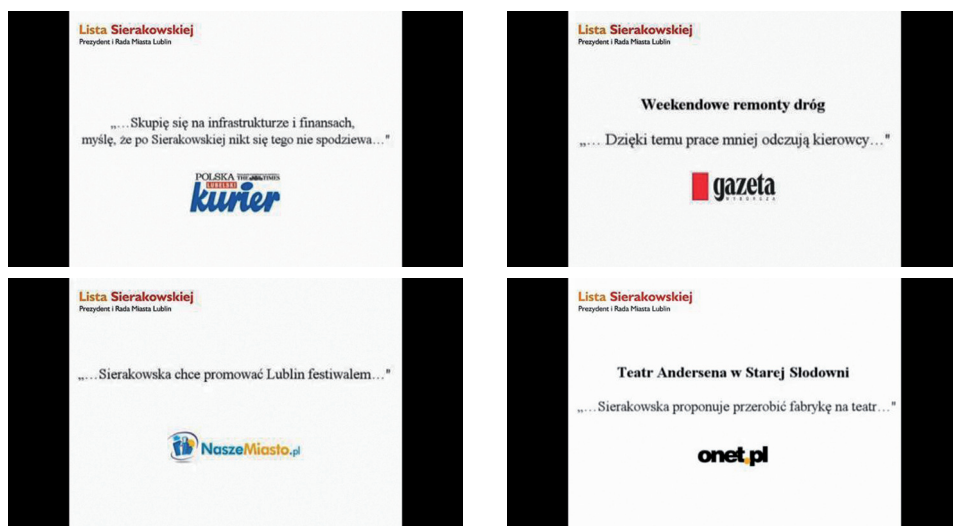 Lista Sierakowskiej
Prezydent i Rada Miasta Lublin
„…Skupię się na infrastrukturze i finansach,
myślę, że po Sierakowskiej nikt się tego nie spodziewa…"
POLSKA THE TIMES
LUBELSKI
kurier
Lista Sierakowskiej
Prezydent i Rada Miasta Lublin
Weekendowe remonty dróg
„… Dzięki temu prace mniej odczują kierowcy…"
gazeta
WYBORCZA
Lista Sierakowskiej
Prezydent i Rada Miasta Lublin
„…Sierakowska chce promować Lublin festiwalem…"
NaszeMiasto.pl
Lista Sierakowskiej
Prezydent i Rada Miasta Lublin
Teatr Andersena w Starej Słodowni
„…Sierakowska proponuje przerobić fabrykę na teatr…"
onet.pl